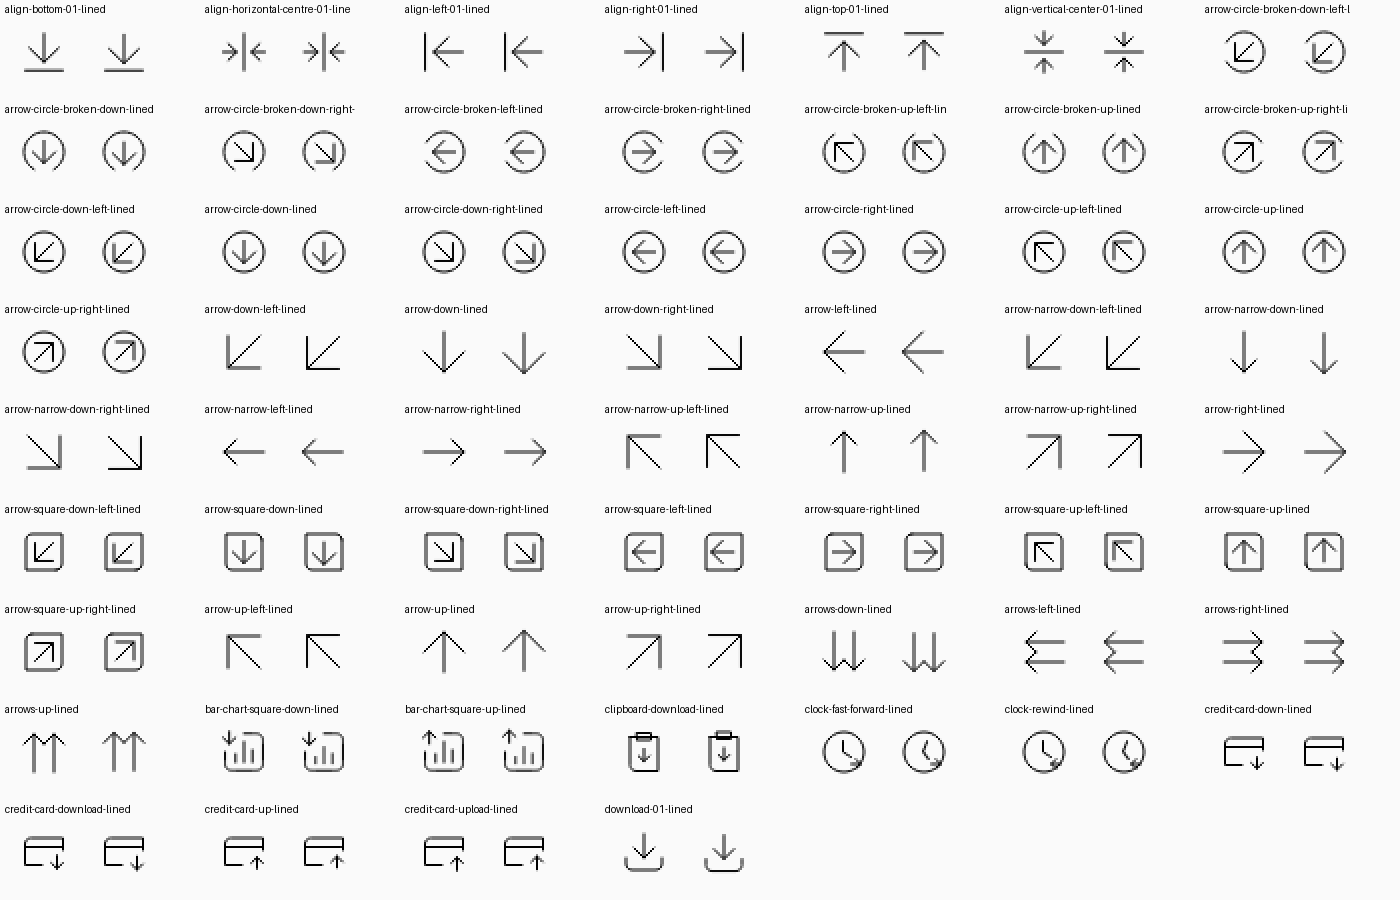 align-bottom-01-lined
align-horizontal-centre-01-line
align-left-01-lined
align-right-01-lined
align-top-01-lined
align-vertical-center-01-lined
arrow-circle-broken-down-left-l
arrow-circle-broken-down-lined
arrow-circle-broken-down-right-
arrow-circle-broken-left-lined
arrow-circle-broken-right-lined
arrow-circle-broken-up-left-lin
arrow-circle-broken-up-lined
arrow-circle-broken-up-right-li
arrow-circle-down-left-lined
arrow-circle-down-lined
arrow-circle-down-right-lined
arrow-circle-left-lined
arrow-circle-right-lined
arrow-circle-up-left-lined
arrow-circle-up-lined
arrow-circle-up-right-lined
arrow-down-left-lined
arrow-down-lined
arrow-down-right-lined
arrow-left-lined
arrow-narrow-down-left-lined
arrow-narrow-down-lined
arrow-narrow-down-right-lined
arrow-narrow-left-lined
arrow-narrow-right-lined
arrow-narrow-up-left-lined
arrow-narrow-up-lined
arrow-narrow-up-right-lined
arrow-right-lined
arrow-square-down-left-lined
arrow-square-down-lined
arrow-square-down-right-lined
arrow-square-left-lined
arrow-square-right-lined
arrow-square-up-left-lined
arrow-square-up-lined
arrow-square-up-right-lined
arrow-up-left-lined
arrow-up-lined
arrow-up-right-lined
arrows-down-lined
arrows-left-lined
arrows-right-lined
arrows-up-lined
bar-chart-square-down-lined
bar-chart-square-up-lined
clipboard-download-lined
clock-fast-forward-lined
clock-rewind-lined
credit-card-down-lined
credit-card-download-lined
credit-card-up-lined
credit-card-upload-lined
download-01-lined